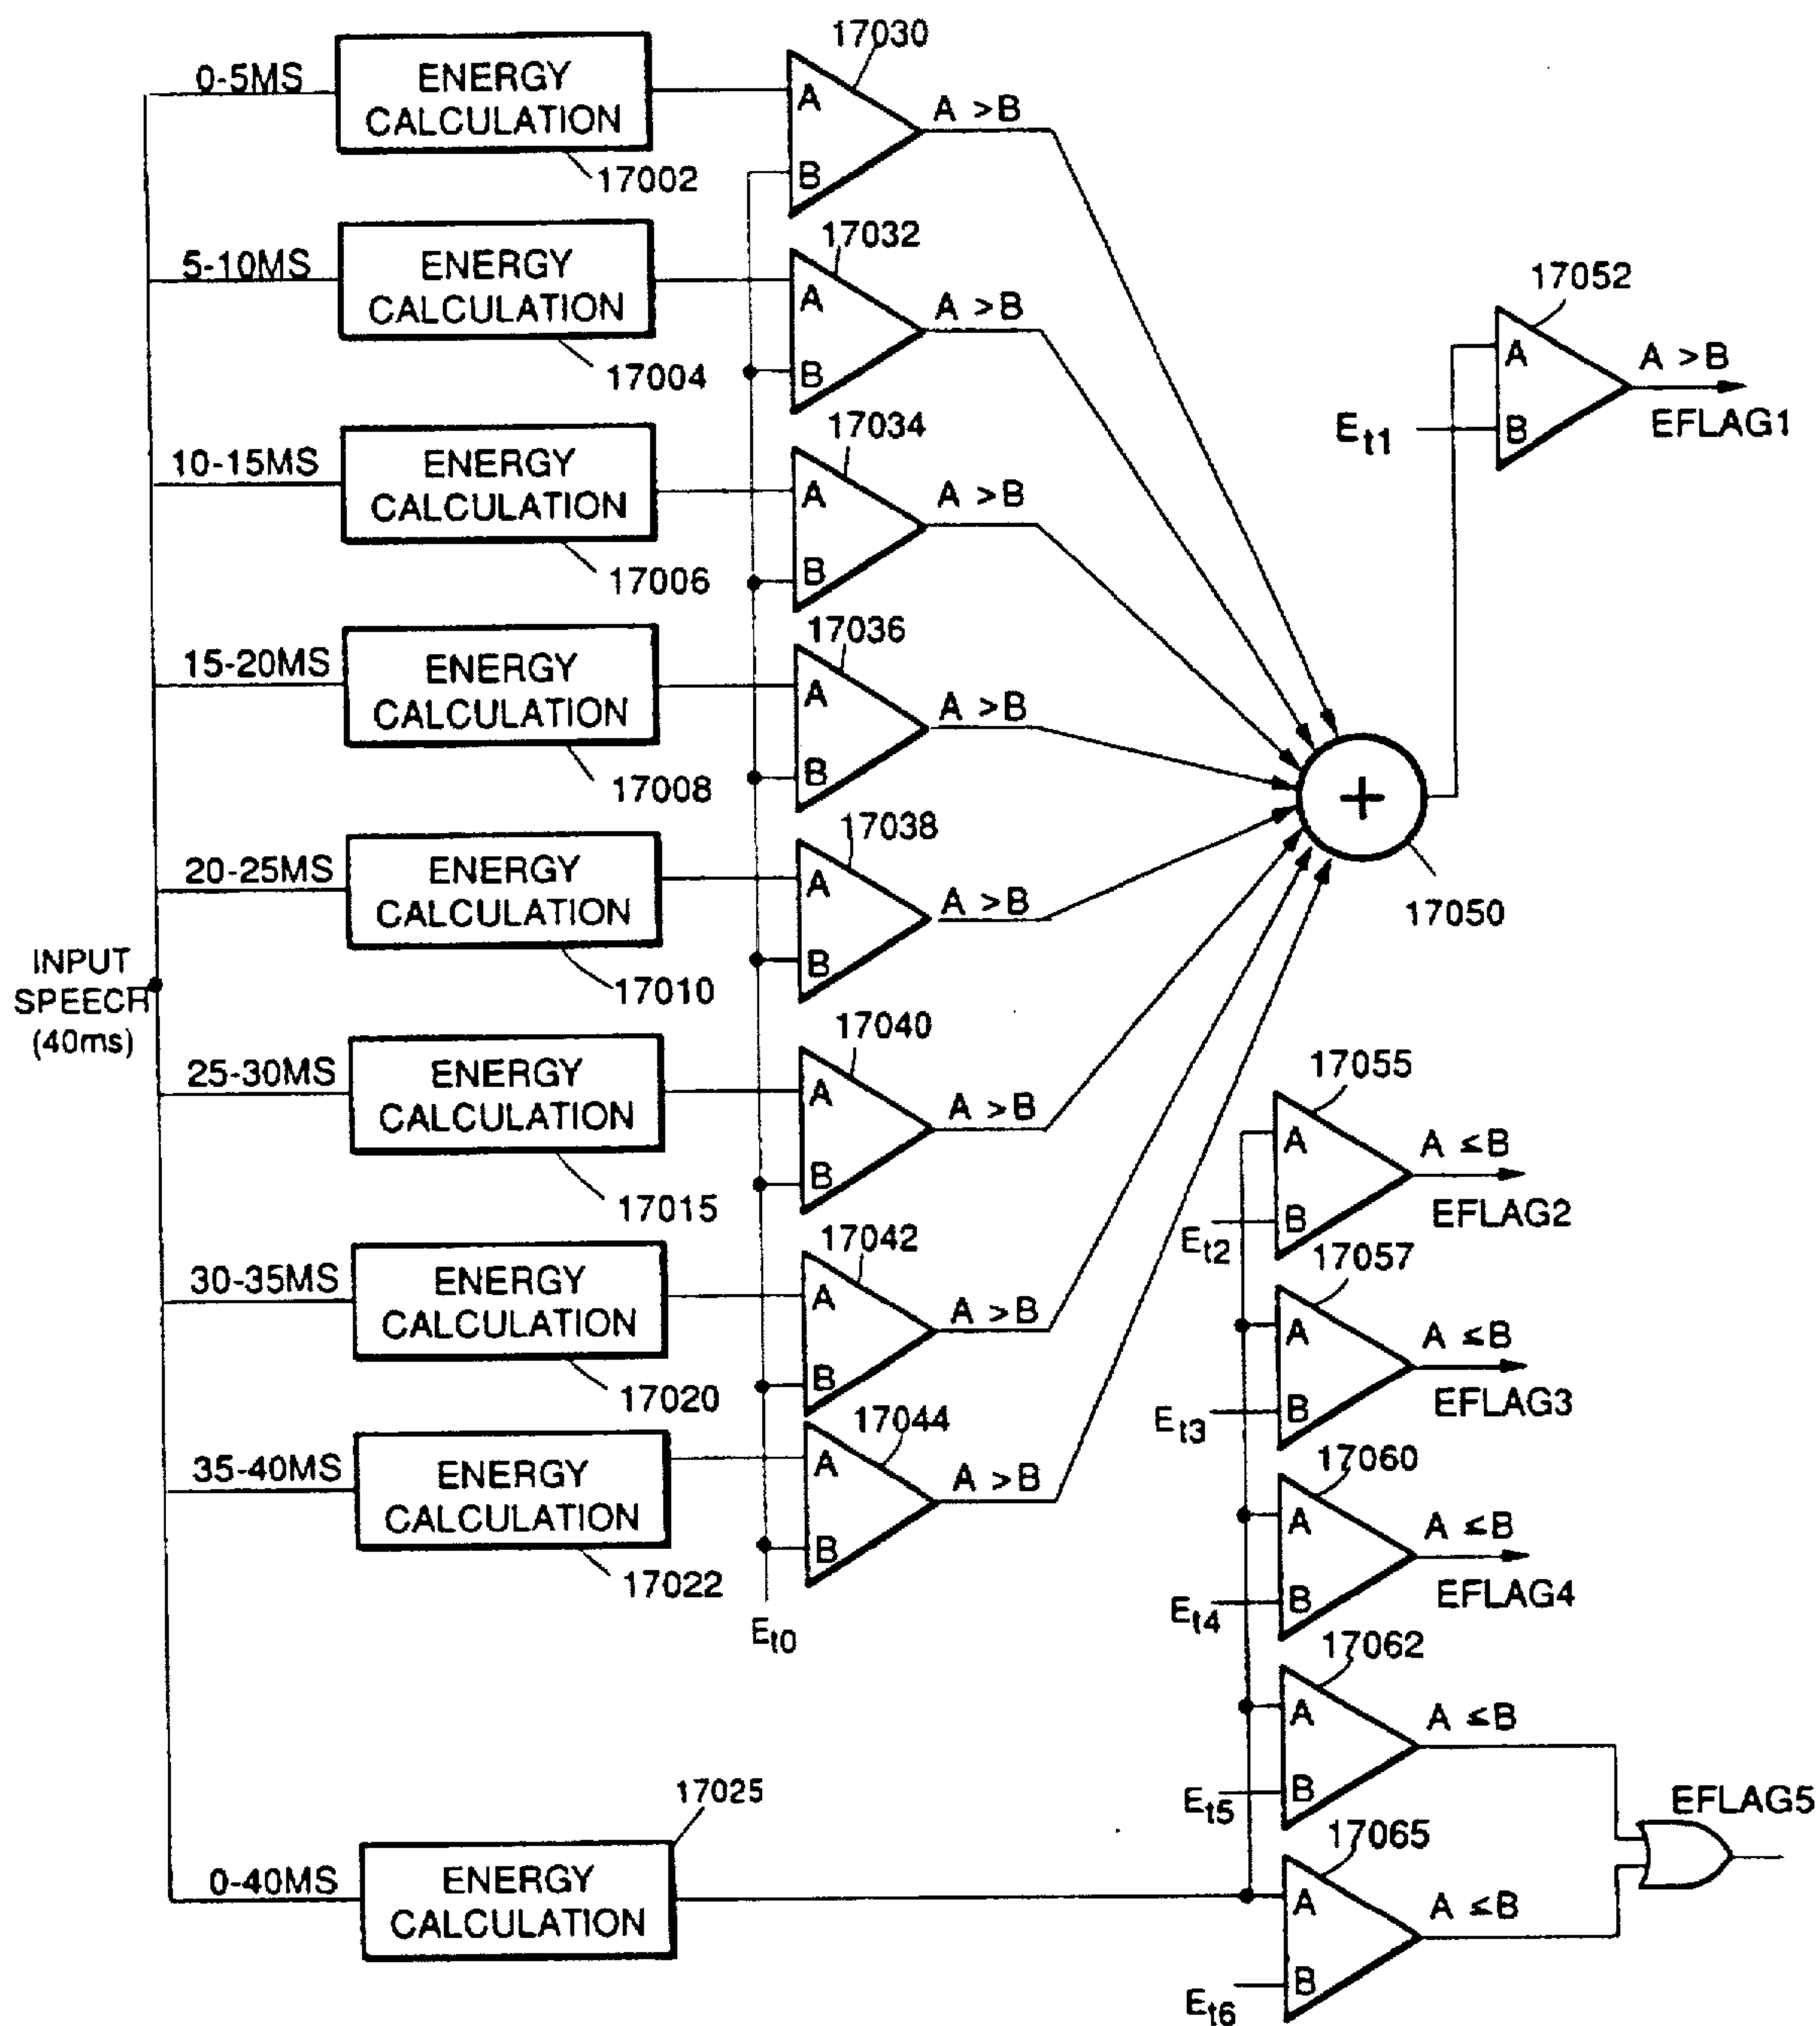 17030
0-5MS
ENERGY
CALCULATION
A
B
A >B
17002
17032
5-10MS
ENERGY
CALCULATION
A
B
A >B
17004
17052
A
B
A >B
EFLAG1
Et1
17034
10-15MS
ENERGY
CALCULATION
A
B
A >B
17006
17036
15-20MS
ENERGY
CALCULATION
A
B
A >B
17008
+
17050
17038
20-25MS
ENERGY
CALCULATION
A
B
A >B
17010
INPUT
SPEECH
(40ms)
17040
25-30MS
ENERGY
CALCULATION
A
B
A >B
17015
17055
A
B
A ≤B
EFLAG2
Et2
17042
30-35MS
ENERGY
CALCULATION
A
B
A >B
17020
17057
A
B
A ≤B
EFLAG3
Et3
17044
35-40MS
ENERGY
CALCULATION
A
B
A >B
17022
Et0
17060
A
B
A ≤B
EFLAG4
Et4
17062
A
B
A ≤B
Et5
17025
0-40MS
ENERGY
CALCULATION
17065
A
B
A ≤B
Et6
EFLAG5